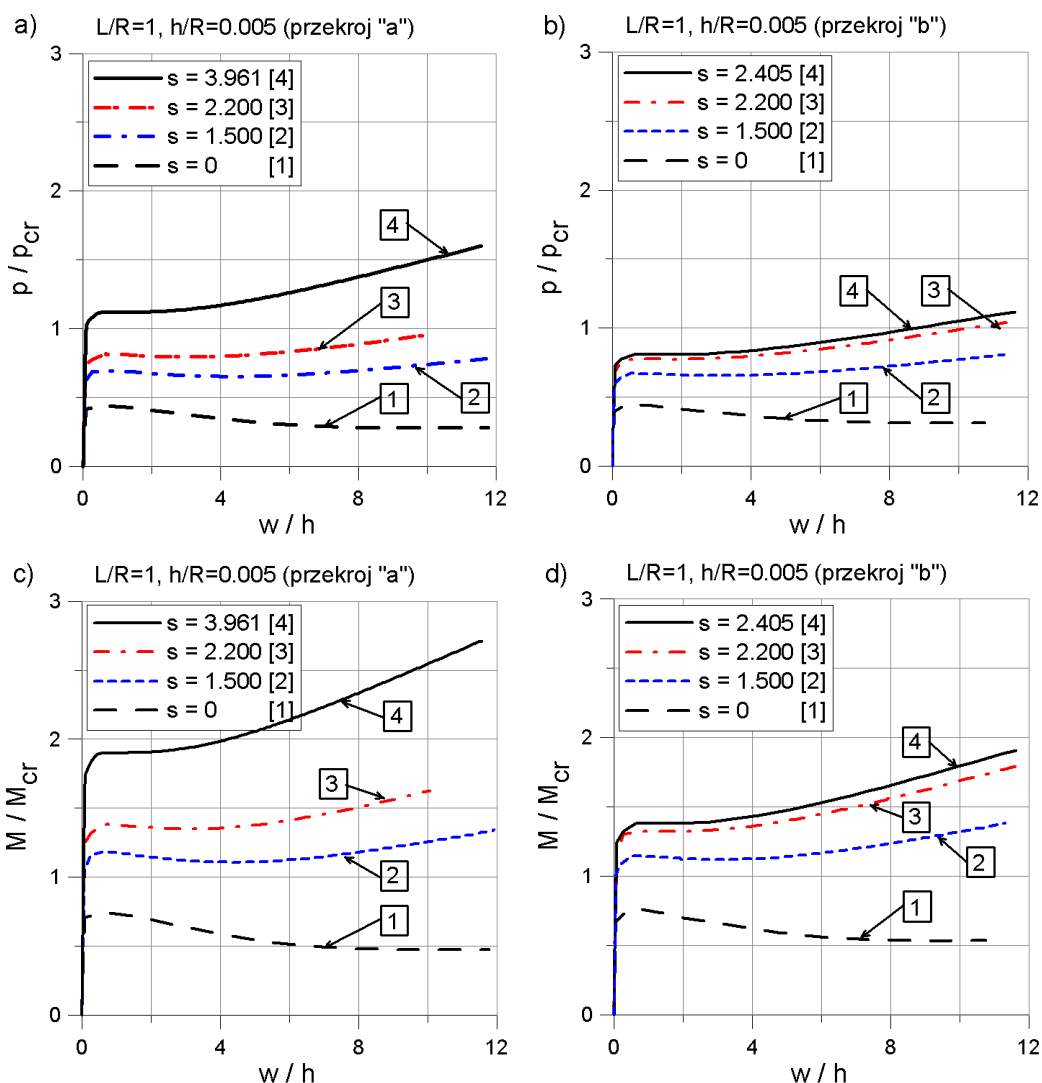 a) L/R=1, h/R=0.005 (przekroj "a")
s = 3.961 [4]
s = 2.200 [3]
s = 1.500 [2]
s = 0 [1]
3
2
1
0
p / p_cr
4
3
2
1
0 4 8 12
w / h
b) L/R=1, h/R=0.005 (przekroj "b")
s = 2.405 [4]
s = 2.200 [3]
s = 1.500 [2]
s = 0 [1]
3
2
1
0
p / p_cr
4
3
2
1
0 4 8 12
w / h
c) L/R=1, h/R=0.005 (przekroj "a")
s = 3.961 [4]
s = 2.200 [3]
s = 1.500 [2]
s = 0 [1]
3
2
1
0
M / M_cr
4
3
2
1
0 4 8 12
w / h
d) L/R=1, h/R=0.005 (przekroj "b")
s = 2.405 [4]
s = 2.200 [3]
s = 1.500 [2]
s = 0 [1]
3
2
1
0
M / M_cr
4
3
2
1
0 4 8 12
w / h